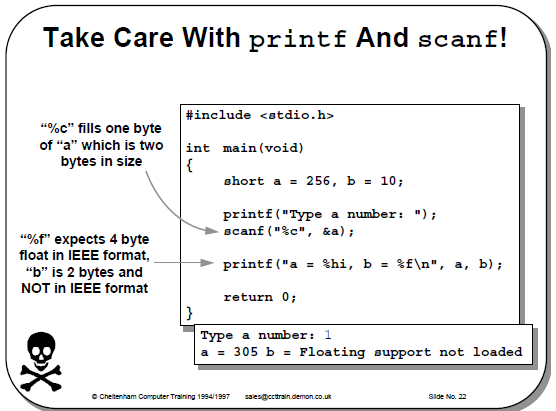 Take Care With printf And scanf!
"%c" fills one byte
of "a" which is two
bytes in size
"%f" expects 4 byte
float in IEEE format,
"b" is 2 bytes and
NOT in IEEE format
#include <stdio.h>
int main(void)
{
short a = 256, b = 10;
printf("Type a number: ");
scanf("%c", &a);
printf("a = %hi, b = %f\n", a, b);
return 0;
}
Type a number: 1
a = 305 b = Floating support not loaded
© Cheltenham Computer Training 1994/1997 sales@ccttrain.demon.co.uk Slide No. 22